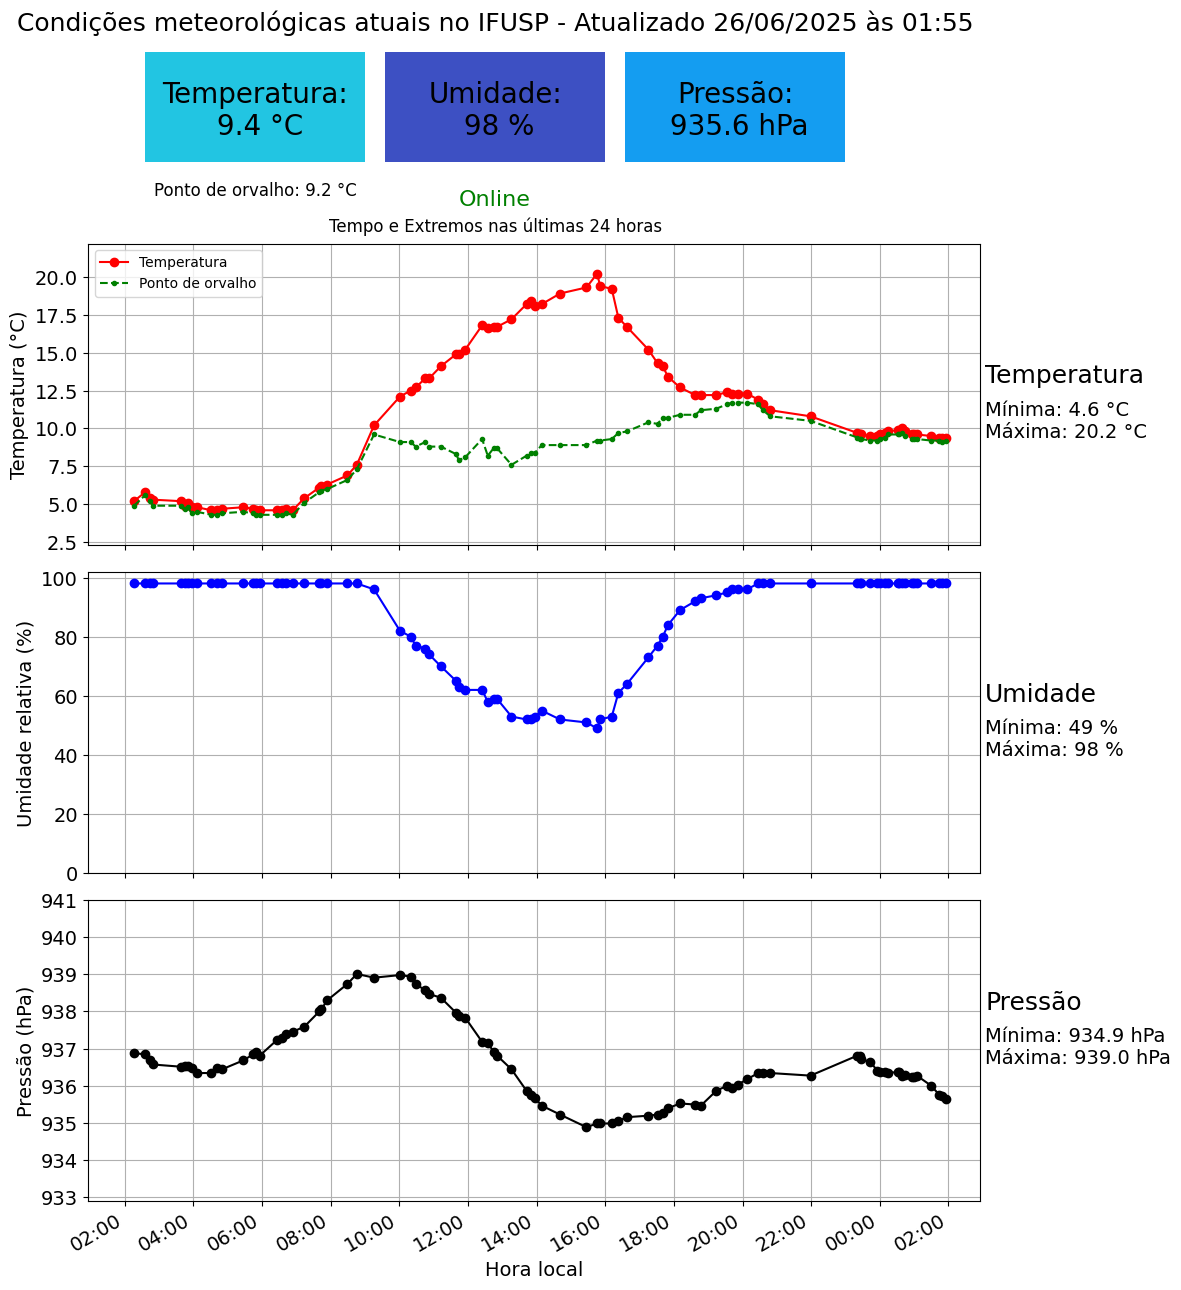 Condições meteorológicas atuais no IFUSP - Atualizado 26/06/2025 às 01:55
Temperatura:
9.4 °C
Umidade:
98 %
Pressão:
935.6 hPa
Ponto de orvalho: 9.2 °C
Online
Tempo e Extremos nas últimas 24 horas
Temperatura (°C)
20.0
17.5
15.0
12.5
10.0
7.5
5.0
2.5
Temperatura
Ponto de orvalho
Temperatura
Mínima: 4.6 °C
Máxima: 20.2 °C
Umidade relativa (%)
100
80
60
40
20
0
Umidade
Mínima: 49 %
Máxima: 98 %
Pressão (hPa)
941
940
939
938
937
936
935
934
933
Pressão
Mínima: 934.9 hPa
Máxima: 939.0 hPa
02:00 04:00 06:00 08:00 10:00 12:00 14:00 16:00 18:00 20:00 22:00 00:00 02:00
Hora local